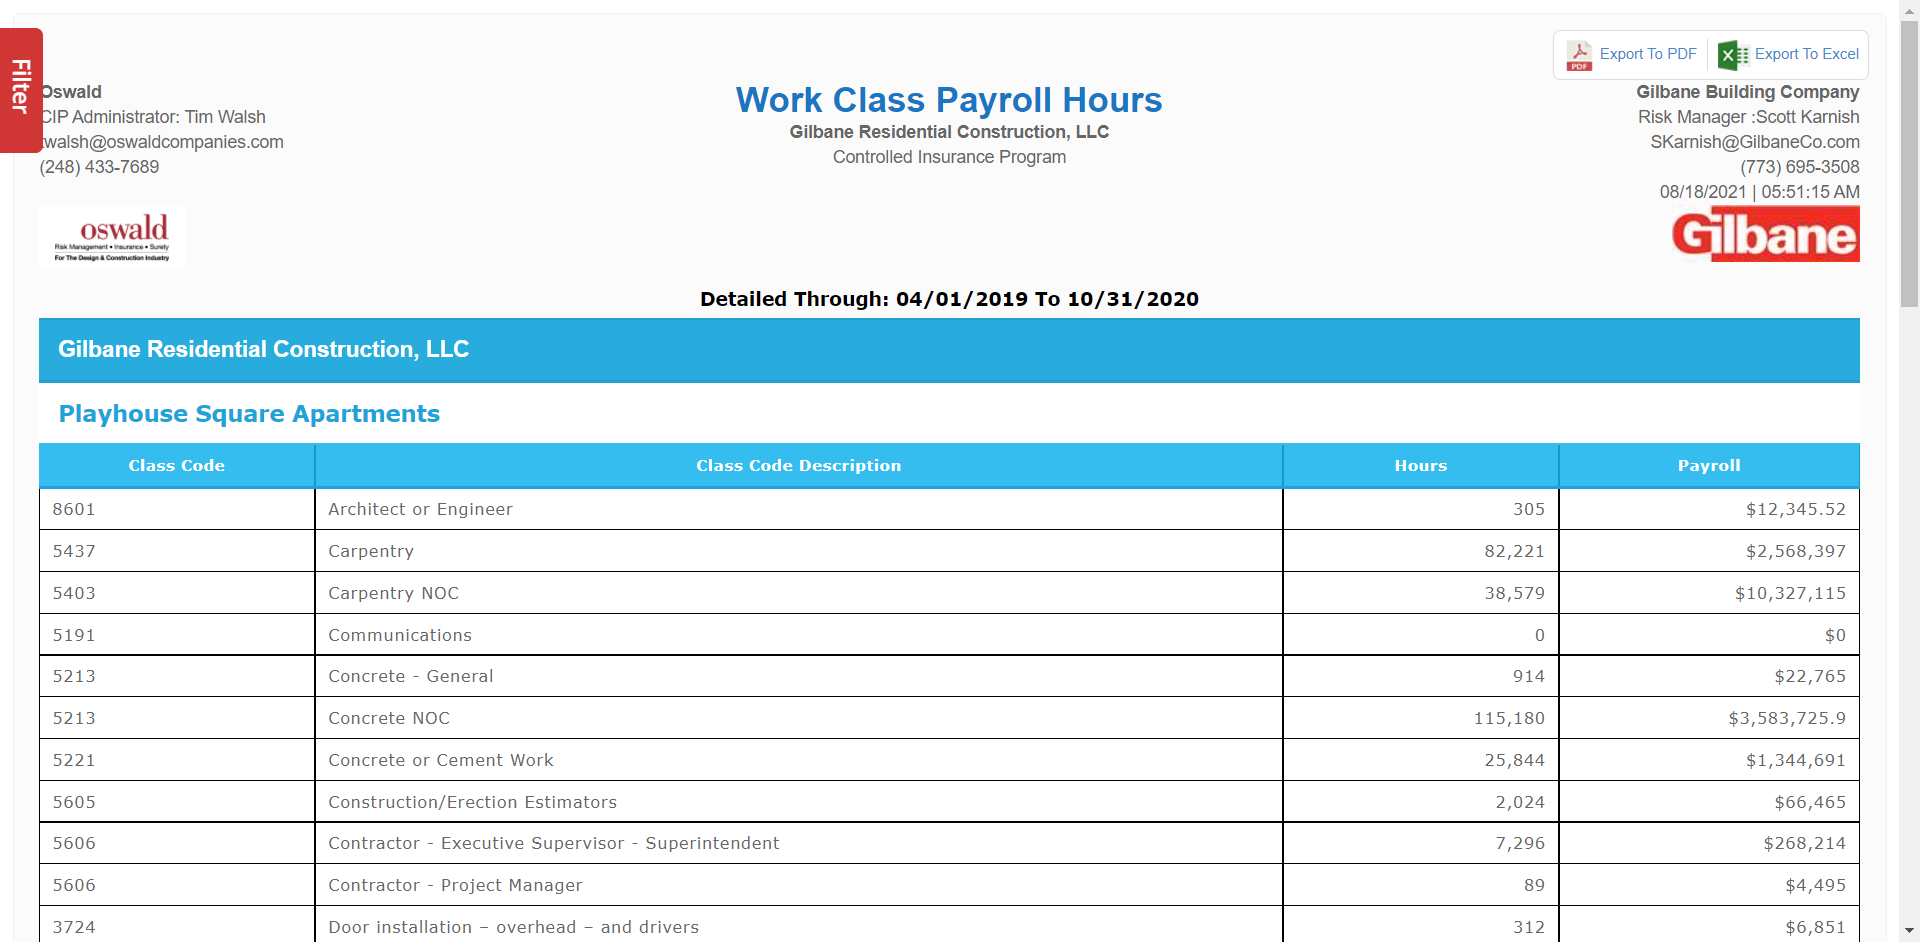 Filter
Export To PDF
Export To Excel
Oswald
CIP Administrator: Tim Walsh
twalsh@oswaldcompanies.com
(248) 433-7689
oswald
Risk Management • Insurance • Surety
For The Design & Construction Industry
Work Class Payroll Hours
Gilbane Residential Construction, LLC
Controlled Insurance Program
Gilbane Building Company
Risk Manager :Scott Karnish
SKarnish@GilbaneCo.com
(773) 695-3508
08/18/2021 | 05:51:15 AM
Gilbane
Detailed Through: 04/01/2019 To 10/31/2020
Gilbane Residential Construction, LLC
Playhouse Square Apartments
Class Code Class Code Description Hours Payroll
8601 Architect or Engineer 305 $12,345.52
5437 Carpentry 82,221 $2,568,397
5403 Carpentry NOC 38,579 $10,327,115
5191 Communications 0 $0
5213 Concrete - General 914 $22,765
5213 Concrete NOC 115,180 $3,583,725.9
5221 Concrete or Cement Work 25,844 $1,344,691
5605 Construction/Erection Estimators 2,024 $66,465
5606 Contractor - Executive Supervisor - Superintendent 7,296 $268,214
5606 Contractor - Project Manager 89 $4,495
3724 Door installation – overhead – and drivers 312 $6,851